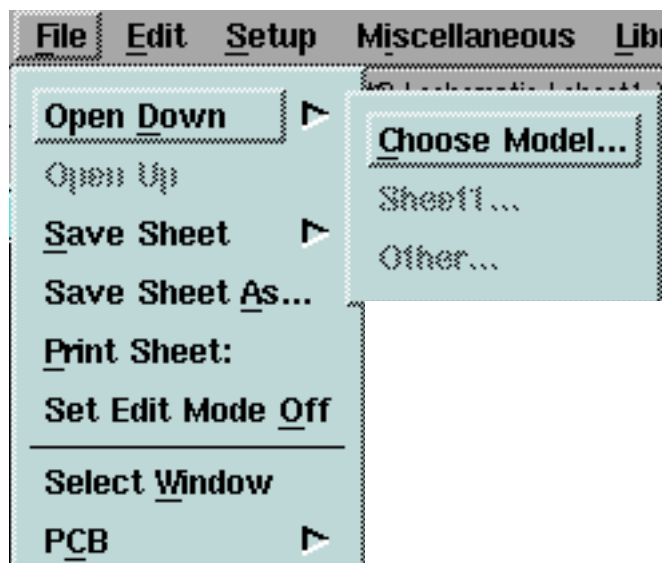 File Edit Setup Miscellaneous
Open Down
Open Up
Save Sheet
Save Sheet As...
Print Sheet:
Set Edit Mode Off
Select Window
PCB
Choose Model...
Sheet1...
Other...